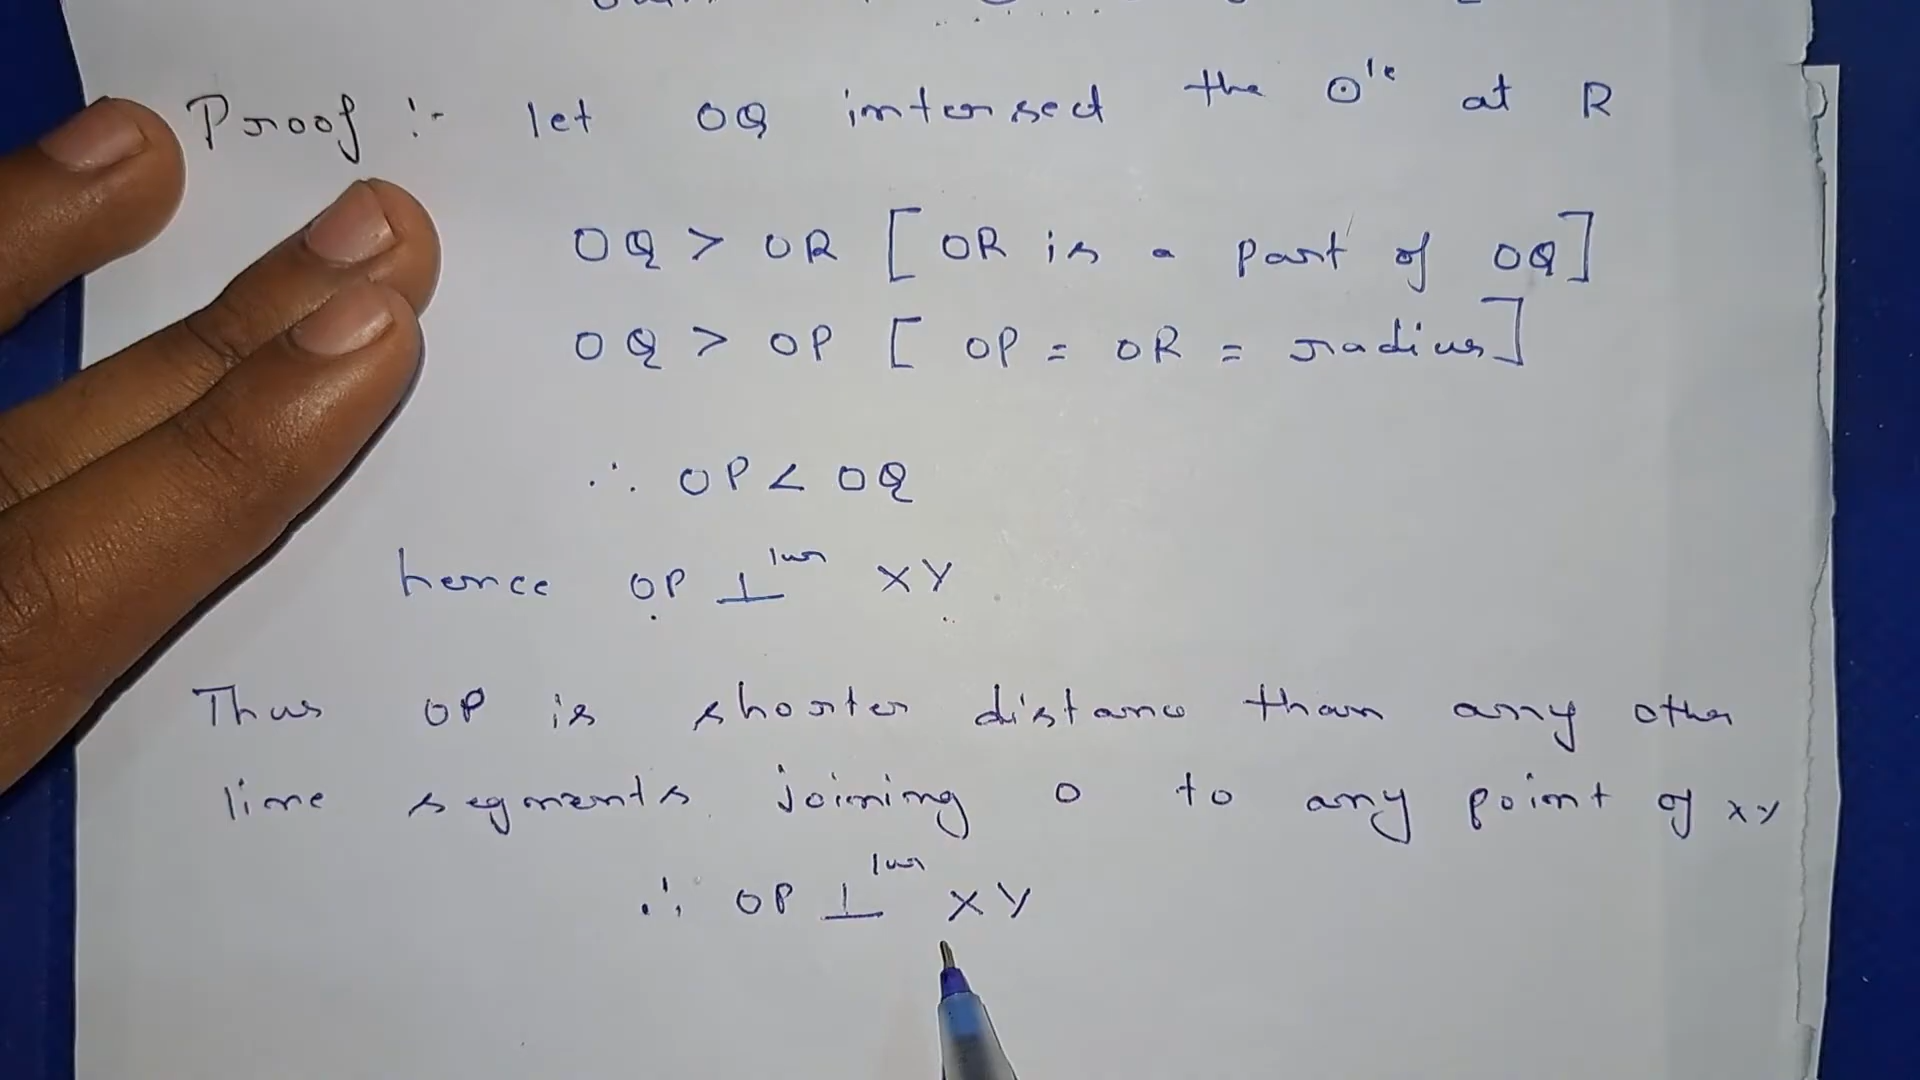 Proof :- let OQ intersed the ⊙le at R
OQ > OR [ OR is a part of OQ ]
OQ > OP [ OP = OR = radius ]
∴ OP < OQ
hence OP ⊥lar XY
Thus OP is shorter distance than any other
line segments joining O to any point of XY
∴ OP ⊥lar XY